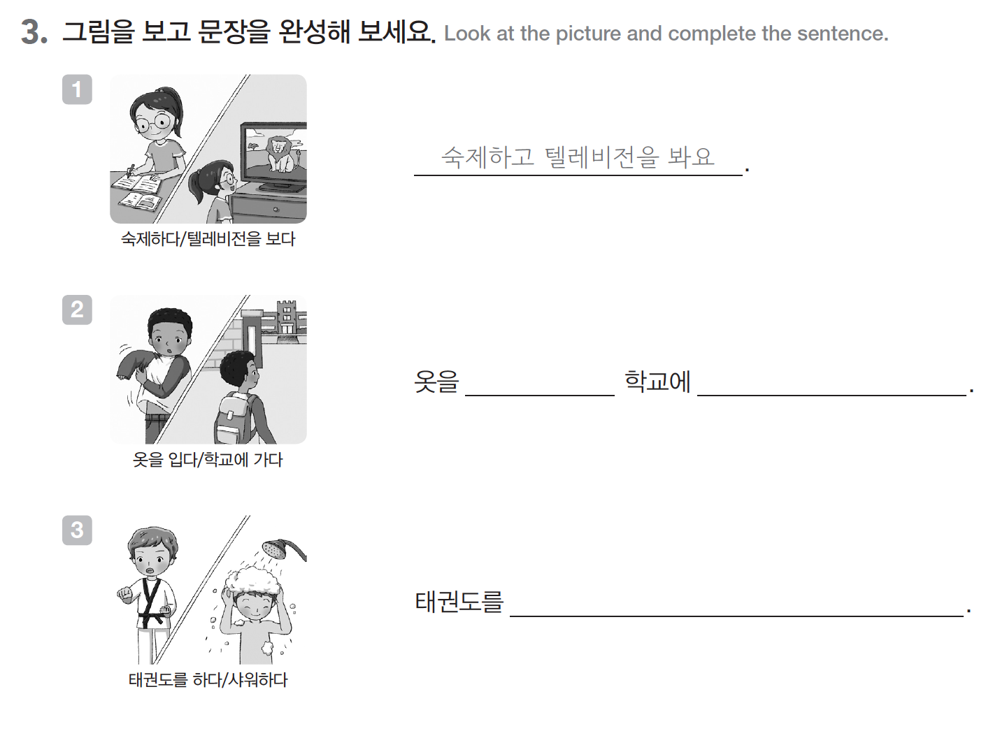 3. 그림을 보고 문장을 완성해 보세요. Look at the picture and complete the sentence.
1
숙제하고 텔레비전을 봐요.
숙제하다/텔레비전을 보다
2
옷을 학교에 .
옷을 입다/학교에 가다
3
태권도를 .
태권도를 하다/샤워하다